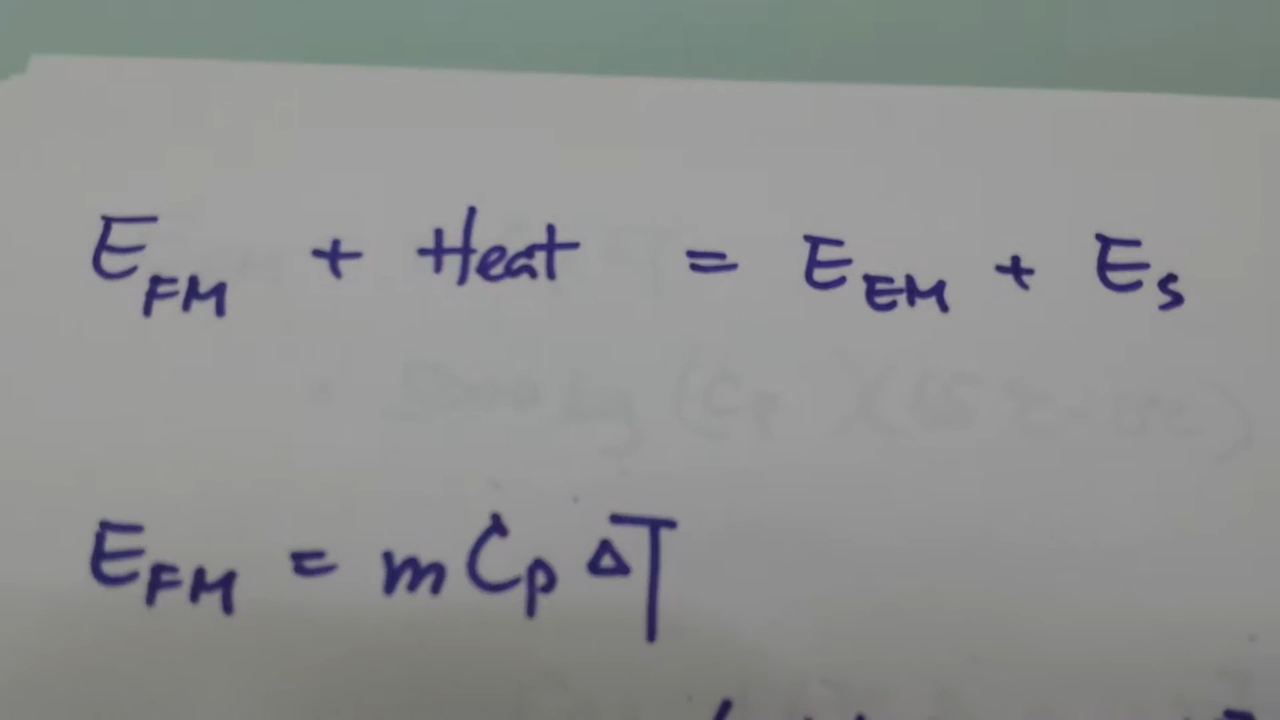 E_FM + Heat = E_EM + E_S
E_FM = m Cp ΔT